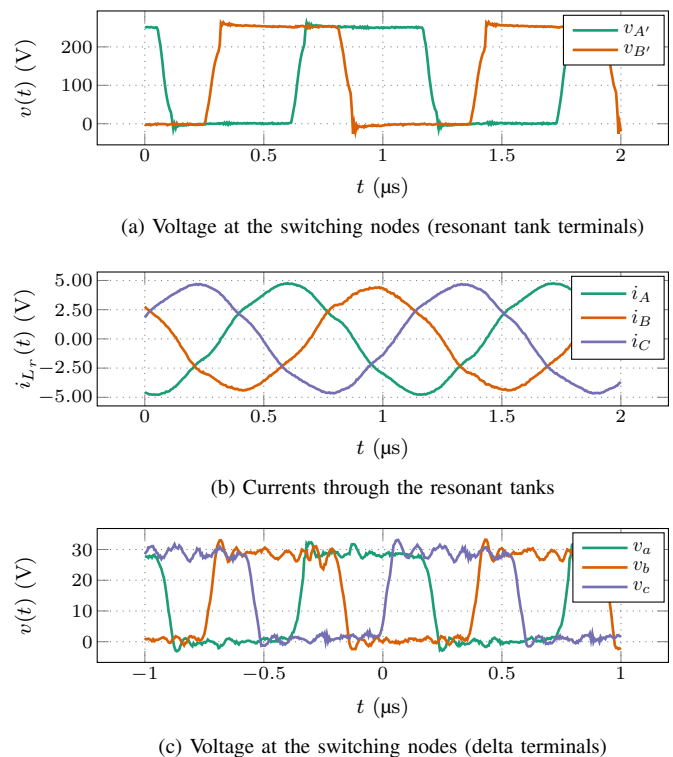 v(t) (V)
200
100
0
0 0.5 1 1.5 2
t (µs)
v_{A′}
v_{B′}
(a) Voltage at the switching nodes (resonant tank terminals)
i_{L_r}(t) (V)
5.00
2.50
0.00
−2.50
−5.00
0 0.5 1 1.5 2
t (µs)
i_A
i_B
i_C
(b) Currents through the resonant tanks
v(t) (V)
30
20
10
0
−1 −0.5 0 0.5 1
t (µs)
v_a
v_b
v_c
(c) Voltage at the switching nodes (delta terminals)